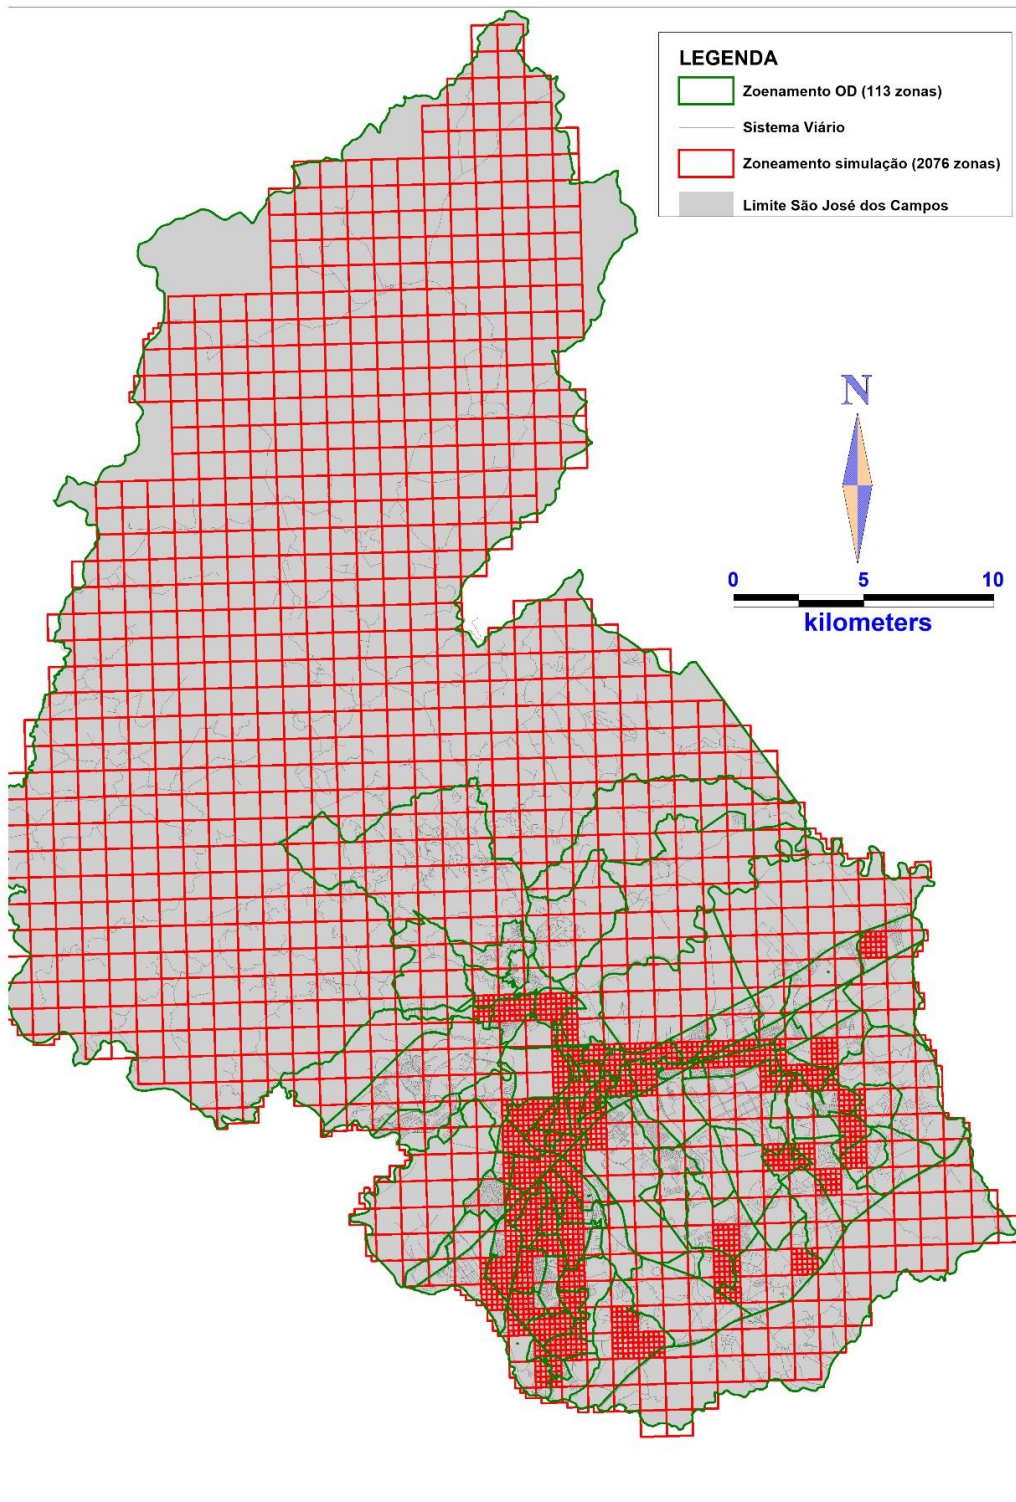 LEGENDA
Zoenamento OD (113 zonas)
Sistema Viário
Zoneamento simulação (2076 zonas)
Limite São José dos Campos
N
0 5 10
kilometers